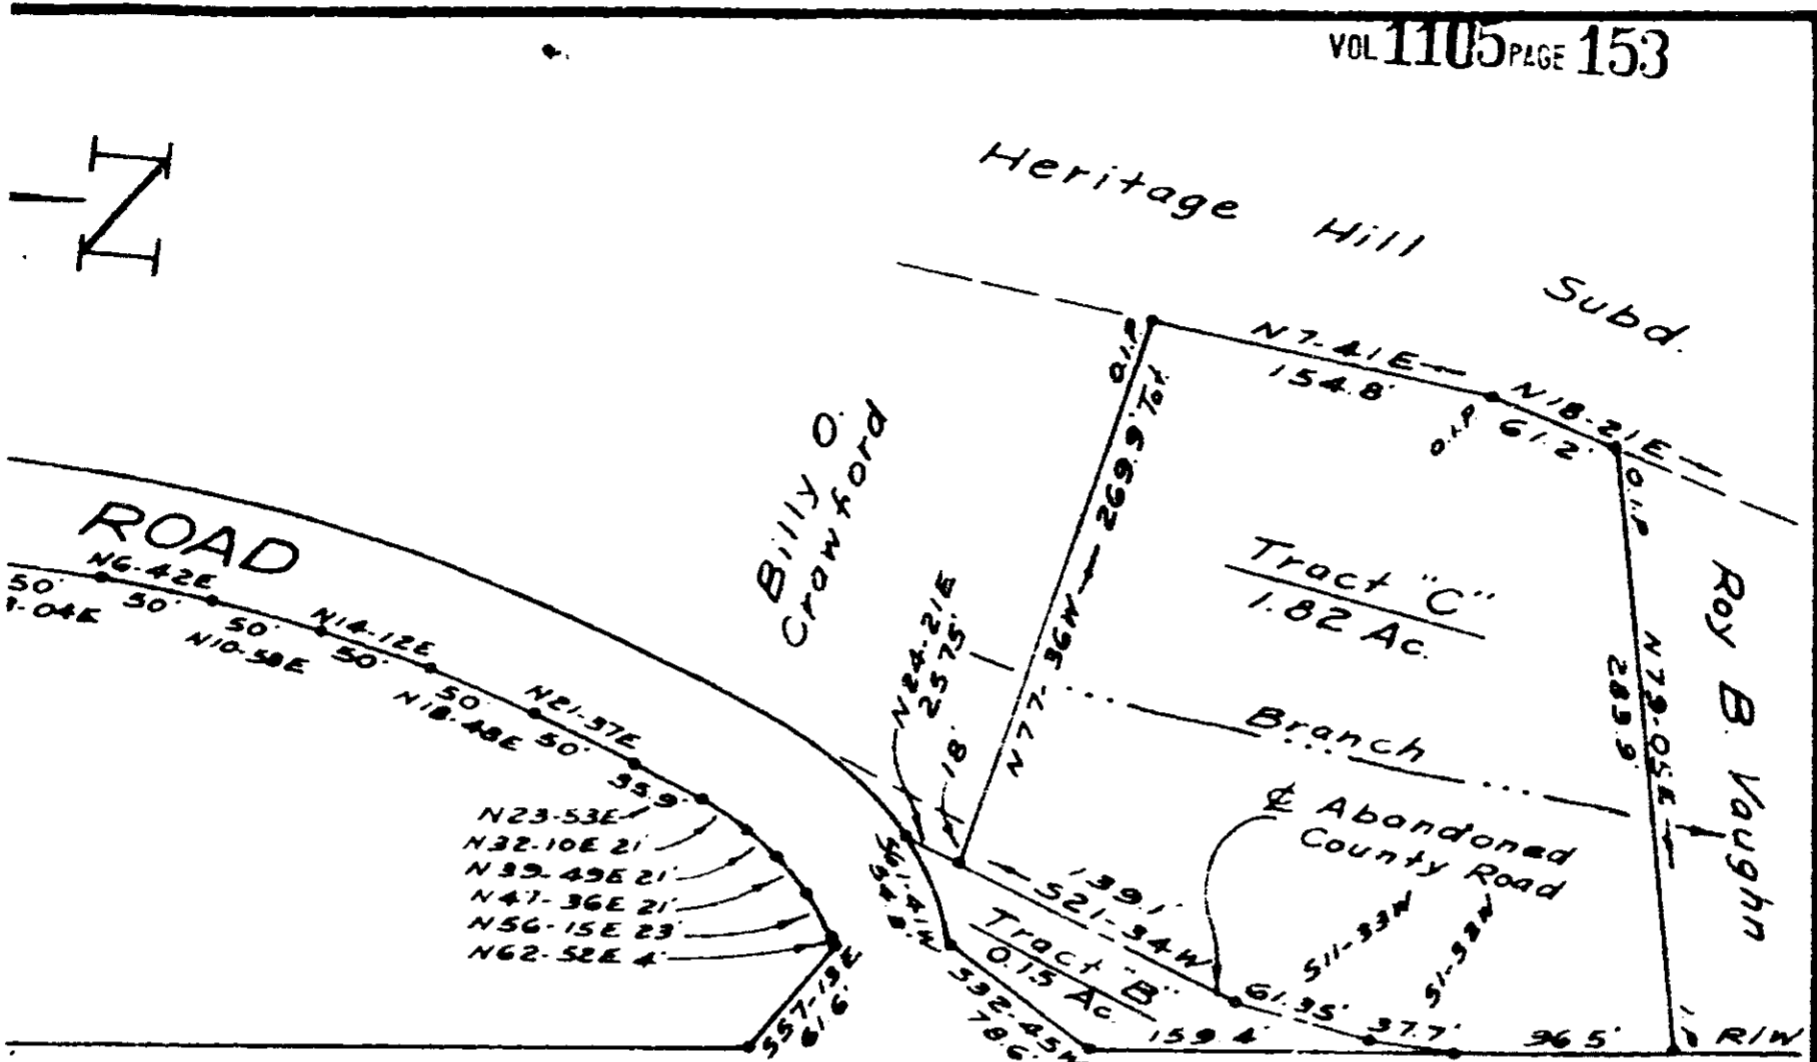 VOL 1105 PAGE 153
N
Heritage Hill Subd.
O.I.P.
N7-41E
154.8'
N18-21E
61.2'
O.I.P.
O.I.P
N77-36W 269.9' Tot.
Billy O.
Crawford
Tract "C"
1.82 Ac.
Roy B. Vaughn
N79-05E
289.9'
ROAD
50'
N6-42E
50'
50'
N10-58E
N14-12E
50'
50'
N18-48E
N21-37E
50'
35.9'
N24-21E
25.75'
18'
Branch
℄ Abandoned
County Road
N23-53E
N32-10E 21'
N39-49E 21'
N47-36E 21'
N56-15E 23'
N62-52E 4'
S57-13E
61.6'
54.8'
139.1'
S21-34W
Tract "B"
0.15 Ac.
S32-45W
78.6'
159.4'
61.35'
S11-33W
37.7'
S1-32W
96.5'
I.P
R/W